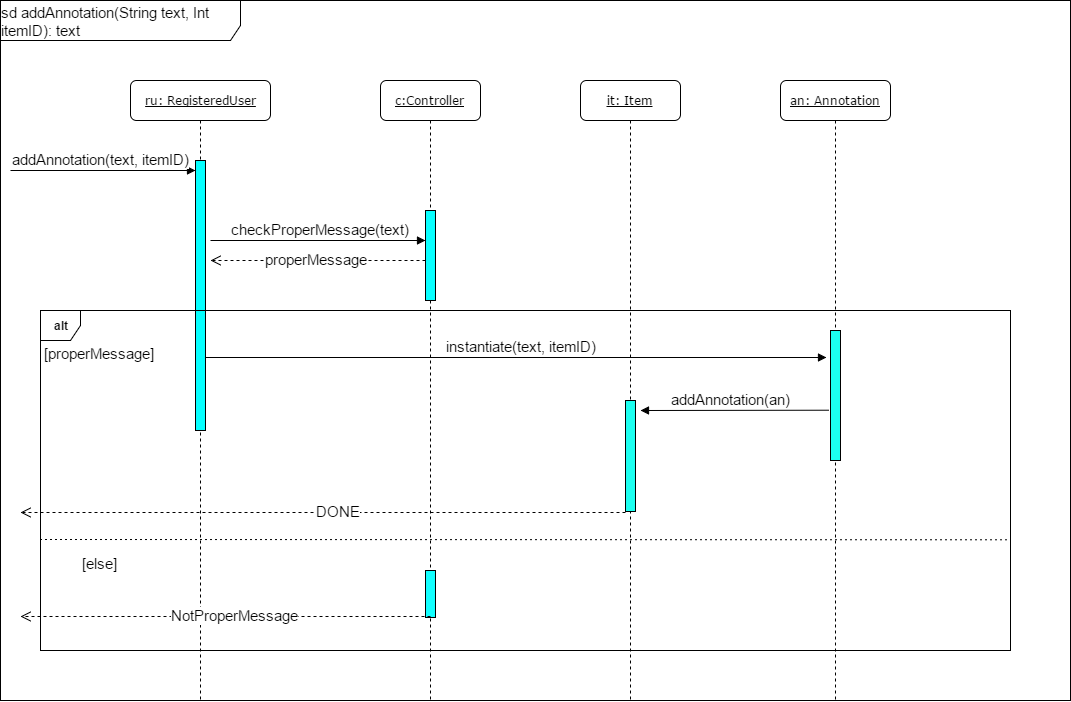 sd addAnnotation(String text, Int
itemID): text
ru: RegisteredUser
c:Controller
it: Item
an: Annotation
addAnnotation(text, itemID)
checkProperMessage(text)
properMessage
alt
[properMessage]
instantiate(text, itemID)
addAnnotation(an)
DONE
[else]
NotProperMessage